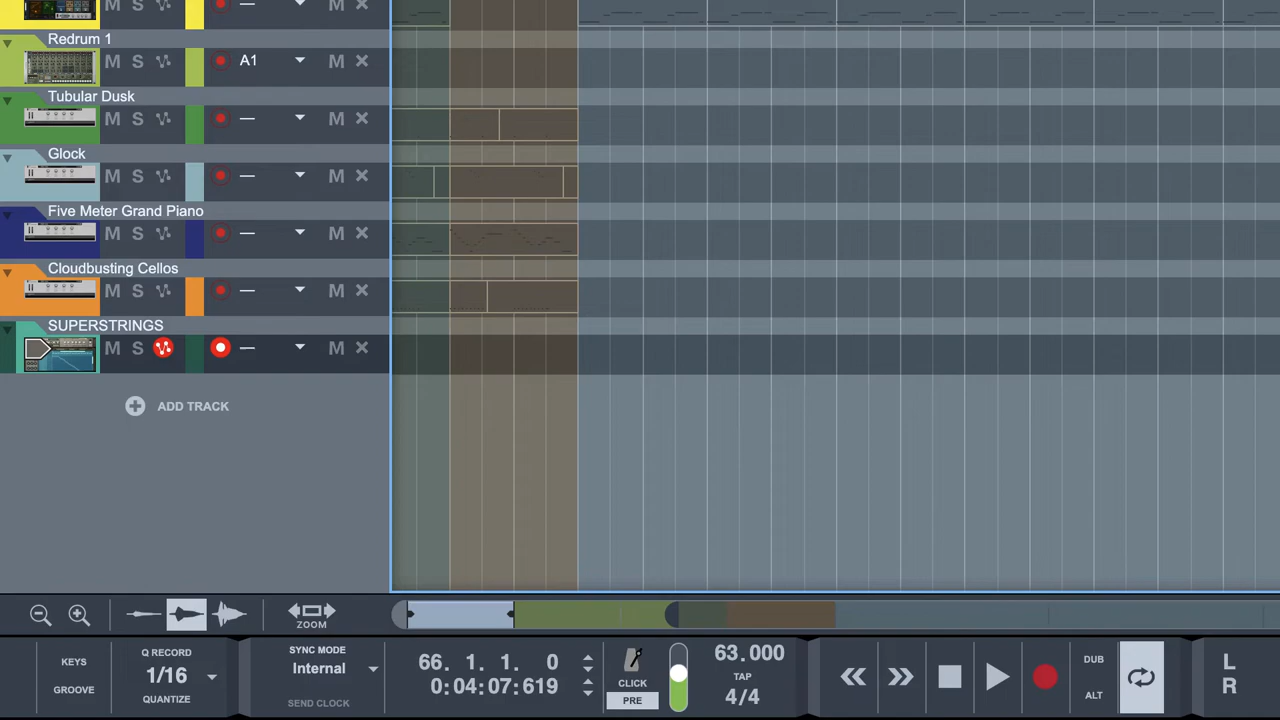 —
Redrum 1
M S A1 M
Tubular Dusk
M S — M
Glock
M S — M
Five Meter Grand Piano
M S — M
Cloudbusting Cellos
M S — M
SUPERSTRINGS
M S — M
ADD TRACK
ZOOM
KEYS
GROOVE
Q RECORD
1/16
QUANTIZE
SYNC MODE
Internal
SEND CLOCK
66. 1. 1. 0
0:04:07:619
CLICK
PRE
63.000
TAP
4/4
DUB
ALT
L
R